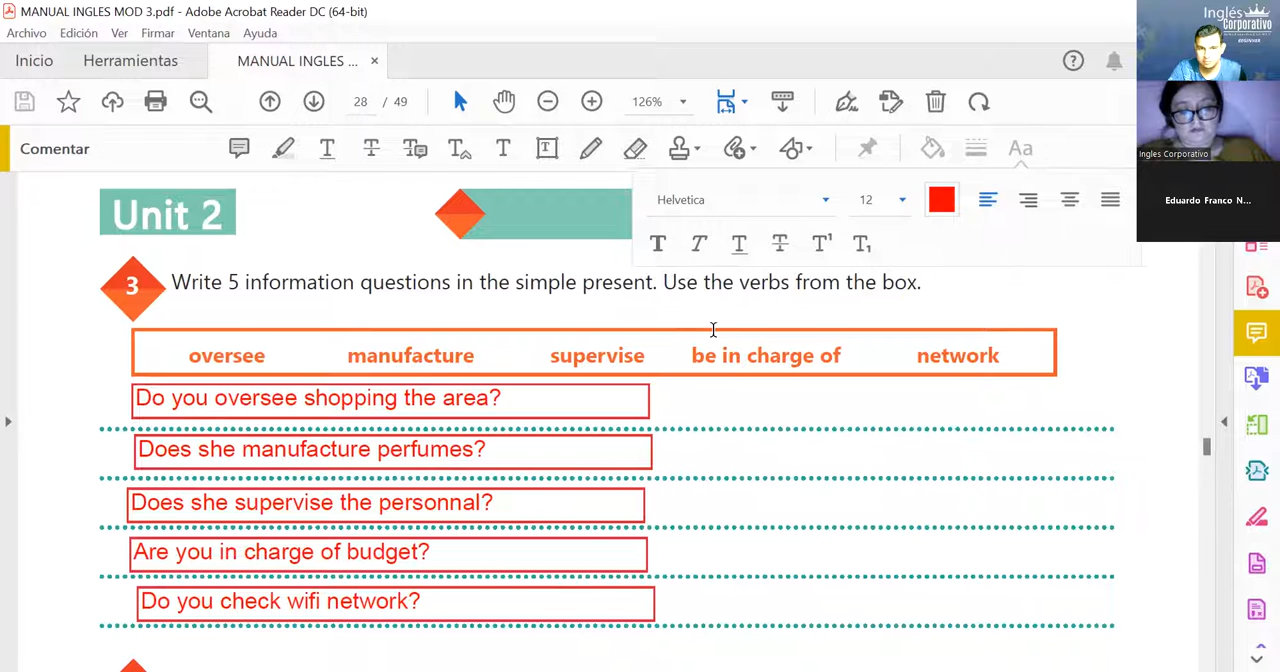 MANUAL INGLES MOD 3.pdf - Adobe Acrobat Reader DC (64-bit)
Archivo Edición Ver Firmar Ventana Ayuda
Inicio Herramientas MANUAL INGLES ... ×
28 / 49 126%
Comentar
Helvetica 12
Inglés
Corporativo
BEGINNER
Ingles Corporativo
Eduardo Franco N...
Unit 2
3 Write 5 information questions in the simple present. Use the verbs from the box.
oversee manufacture supervise be in charge of network
Do you oversee shopping the area?
Does she manufacture perfumes?
Does she supervise the personnal?
Are you in charge of budget?
Do you check wifi network?